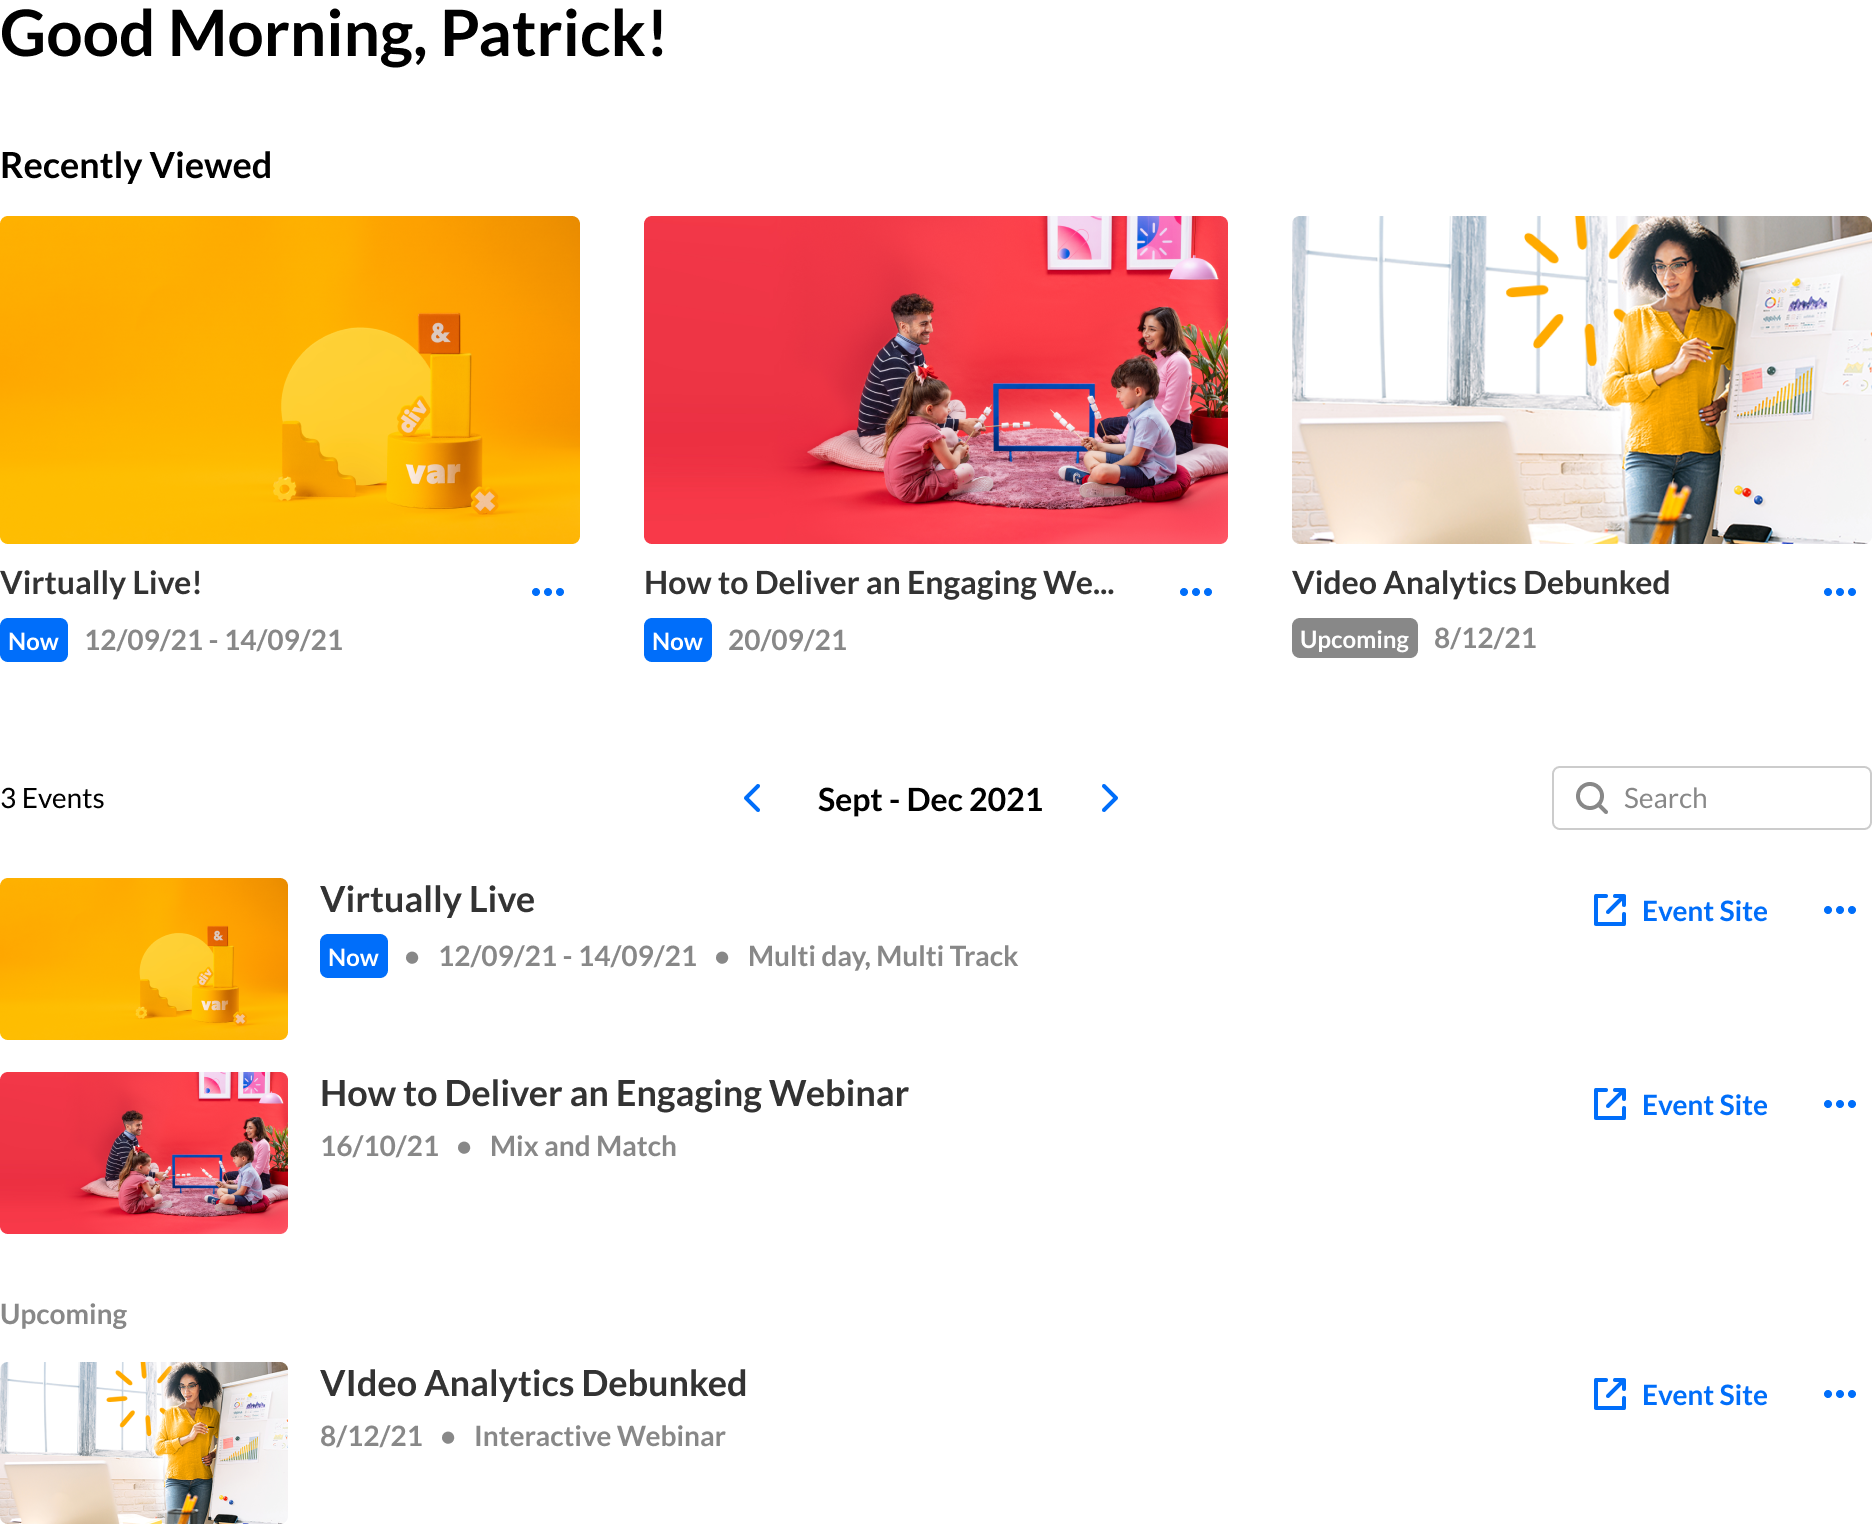 Good Morning, Patrick!
Recently Viewed
&
div
var
Virtually Live!
Now 12/09/21 - 14/09/21
How to Deliver an Engaging We...
Now 20/09/21
Video Analytics Debunked
Upcoming 8/12/21
3 Events
Sept - Dec 2021
Search
&
div
var
Virtually Live
Now • 12/09/21 - 14/09/21 • Multi day, Multi Track
Event Site
How to Deliver an Engaging Webinar
16/10/21 • Mix and Match
Event Site
Upcoming
VIdeo Analytics Debunked
8/12/21 • Interactive Webinar
Event Site